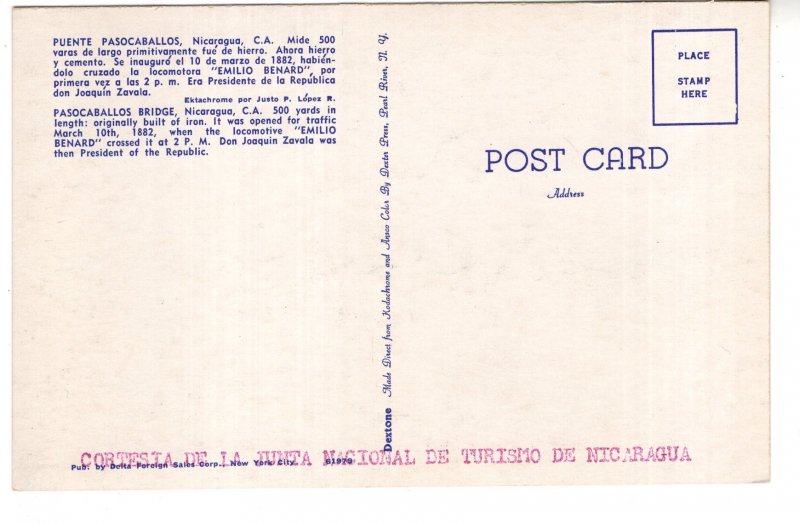 PUENTE PASOCABALLOS, Nicaragua, C.A. Mide 500
varas de largo primitivamente fué de hierro. Ahora hierro
y cemento. Se inauguró el 10 de marzo de 1882, habién-
dolo cruzado la locomotora "EMILIO BENARD", por
primera vez a las 2 p. m. Era Presidente de la República
don Joaquín Zavala.
Ektachrome por Justo P. López R.
PASOCABALLOS BRIDGE, Nicaragua, C.A. 500 yards in
length: originally built of iron. It was opened for traffic
March 10th, 1882, when the locomotive "EMILIO
BENARD" crossed it at 2 P. M. Don Joaquin Zavala was
then President of the Republic.
Dextone Made Direct from Kodachrome and Ansco Color By Dexter Press, Pearl River, N. Y.
PLACE
STAMP
HERE
POST CARD
Address
CORTESIA DE LA JUNTA NACIONAL DE TURISMO DE NICARAGUA
Pub. by Delta Foreign Sales Corp., New York City 61979